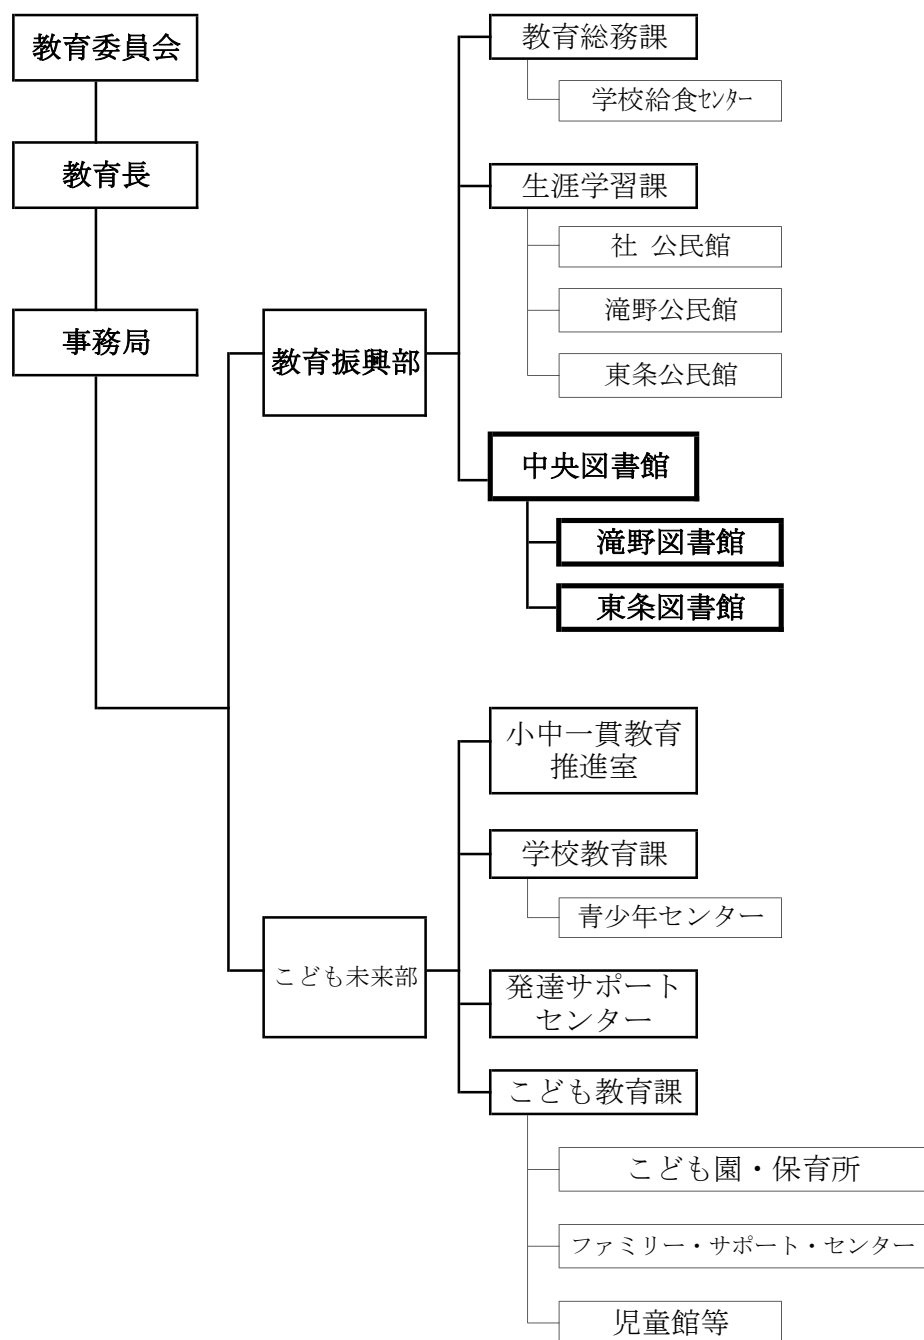 教育委員会
教育長
事務局
教育振興部
教育総務課
学校給食ｾﾝﾀｰ
生涯学習課
社 公民館
滝野公民館
東条公民館
中央図書館
滝野図書館
東条図書館
こども未来部
小中一貫教育
推進室
学校教育課
青少年センター
発達サポート
センター
こども教育課
こども園・保育所
ファミリー・サポート・センター
児童館等